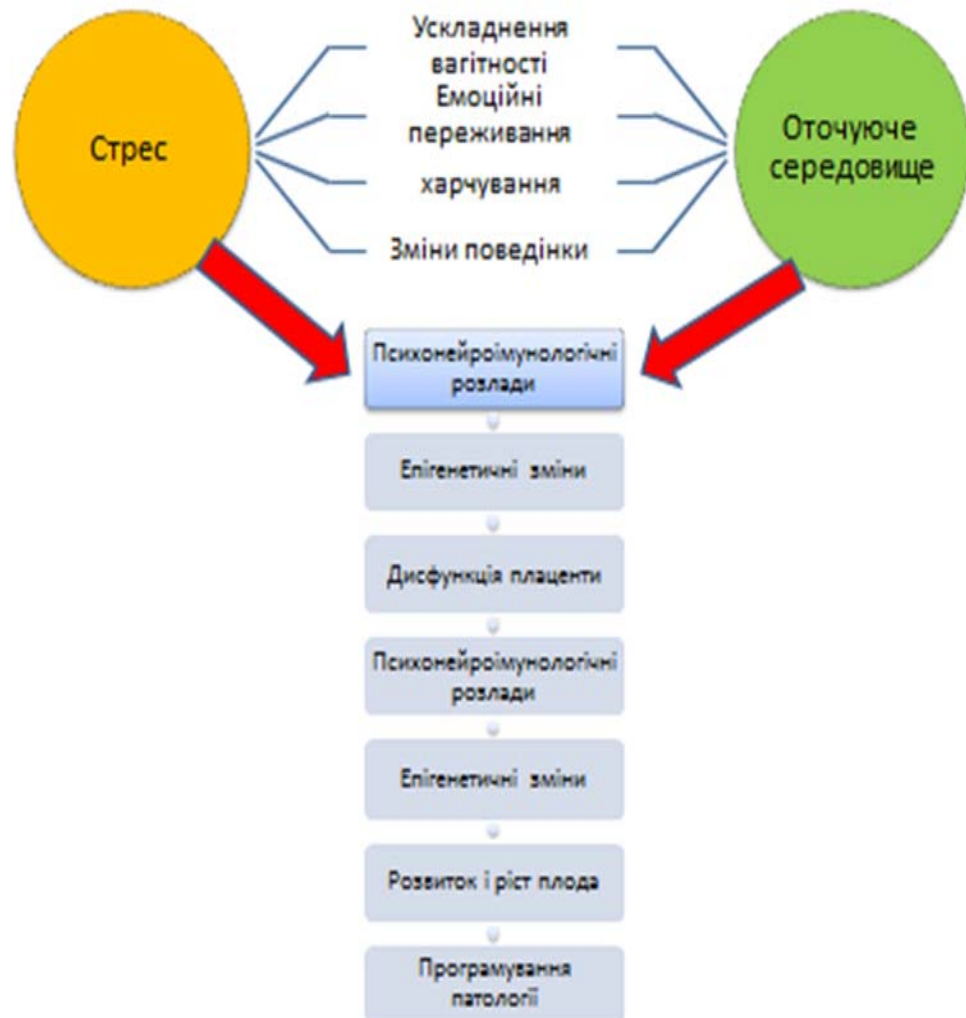 Ускладнення
вагітності
Емоційні
переживання
харчування
Зміни поведінки
Стрес
Оточуюче
середовище
Психонейроімунологічні
розлади
Епігенетичні зміни
Дисфункція плаценти
Психонейроімунологічні
розлади
Епігенетичні зміни
Розвиток і ріст плода
Програмування
патології